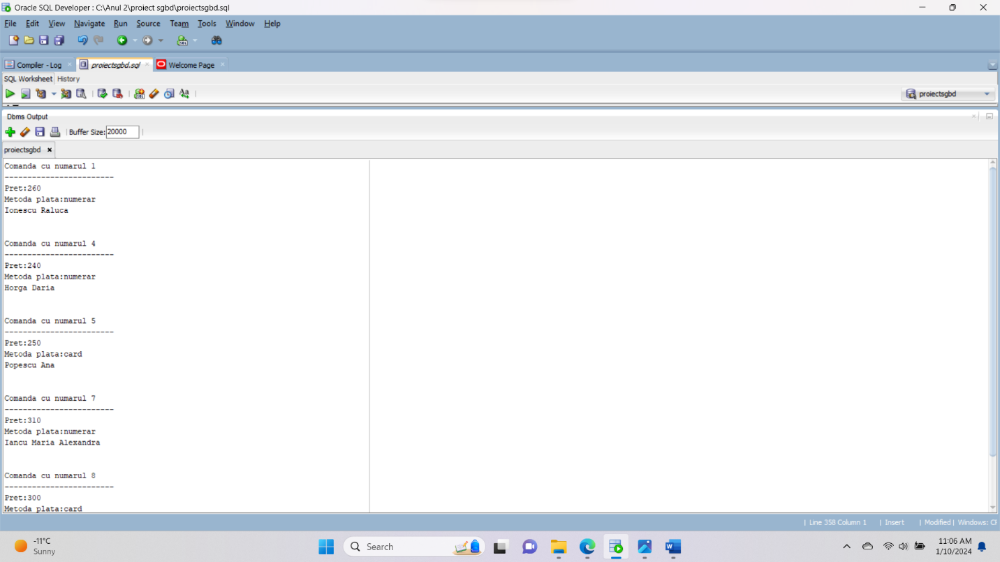 Oracle SQL Developer : C:\Anul 2\proiect sgbd\proiectsgbd.sql
File Edit View Navigate Run Source Team Tools Window Help
Compiler - Log proiectsgbd.sql Welcome Page
SQL Worksheet History
proiectsgbd
Dbms Output
Buffer Size: 20000
proiectsgbd
Comanda cu numarul 1
------------------------
Pret:260
Metoda plata:numerar
Ionescu Raluca
Comanda cu numarul 4
------------------------
Pret:240
Metoda plata:numerar
Horga Daria
Comanda cu numarul 5
------------------------
Pret:250
Metoda plata:card
Popescu Ana
Comanda cu numarul 7
------------------------
Pret:310
Metoda plata:numerar
Iancu Maria Alexandra
Comanda cu numarul 8
------------------------
Pret:300
Metoda plata:card
| Line 358 Column 1 | Insert | Modified | Windows: CF
-11°C
Sunny
Search
11:06 AM
1/10/2024